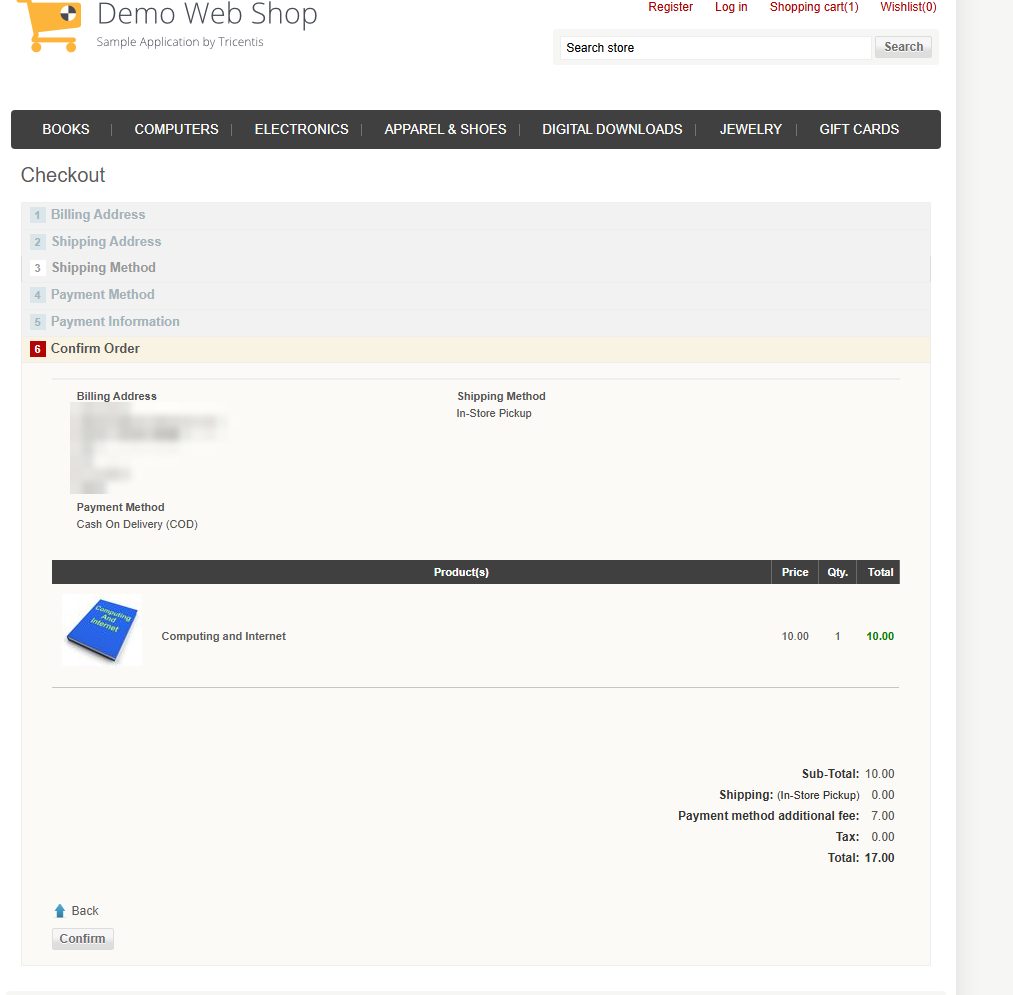 Demo Web Shop
Sample Application by Tricentis
Register Log in Shopping cart(1) Wishlist(0)
Search store Search
BOOKS COMPUTERS ELECTRONICS APPAREL & SHOES DIGITAL DOWNLOADS JEWELRY GIFT CARDS
Checkout
1 Billing Address
2 Shipping Address
3 Shipping Method
4 Payment Method
5 Payment Information
6 Confirm Order
Billing Address
Shipping Method
In-Store Pickup
Payment Method
Cash On Delivery (COD)
Product(s) Price Qty. Total
Computing
And
Internet
Computing and Internet 10.00 1 10.00
Sub-Total: 10.00
Shipping: (In-Store Pickup) 0.00
Payment method additional fee: 7.00
Tax: 0.00
Total: 17.00
Back
Confirm